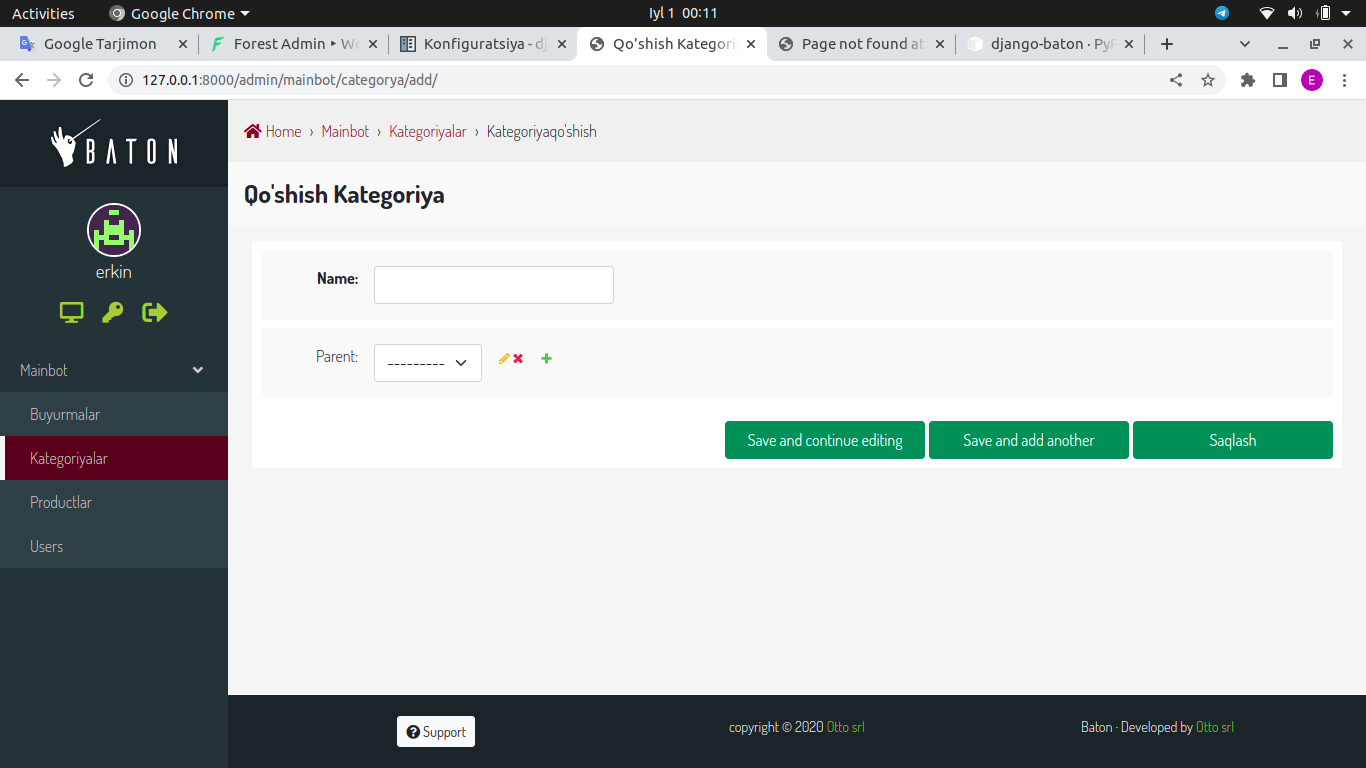 Activities Google Chrome Iyl 1 00:11
Google Tarjimon Forest Admin ‣ Wo Konfiguratsiya - dj Qo'shish Kategori Page not found at django-baton · PyP
127.0.0.1:8000/admin/mainbot/categorya/add/ E
BATON
erkin
Mainbot
Buyurmalar
Kategoriyalar
Productlar
Users
Home › Mainbot › Kategoriyalar › Kategoriyaqo'shish
Qo'shish Kategoriya
Name:
Parent: ---------
Save and continue editing Save and add another Saqlash
Support copyright © 2020 Otto srl Baton · Developed by Otto srl